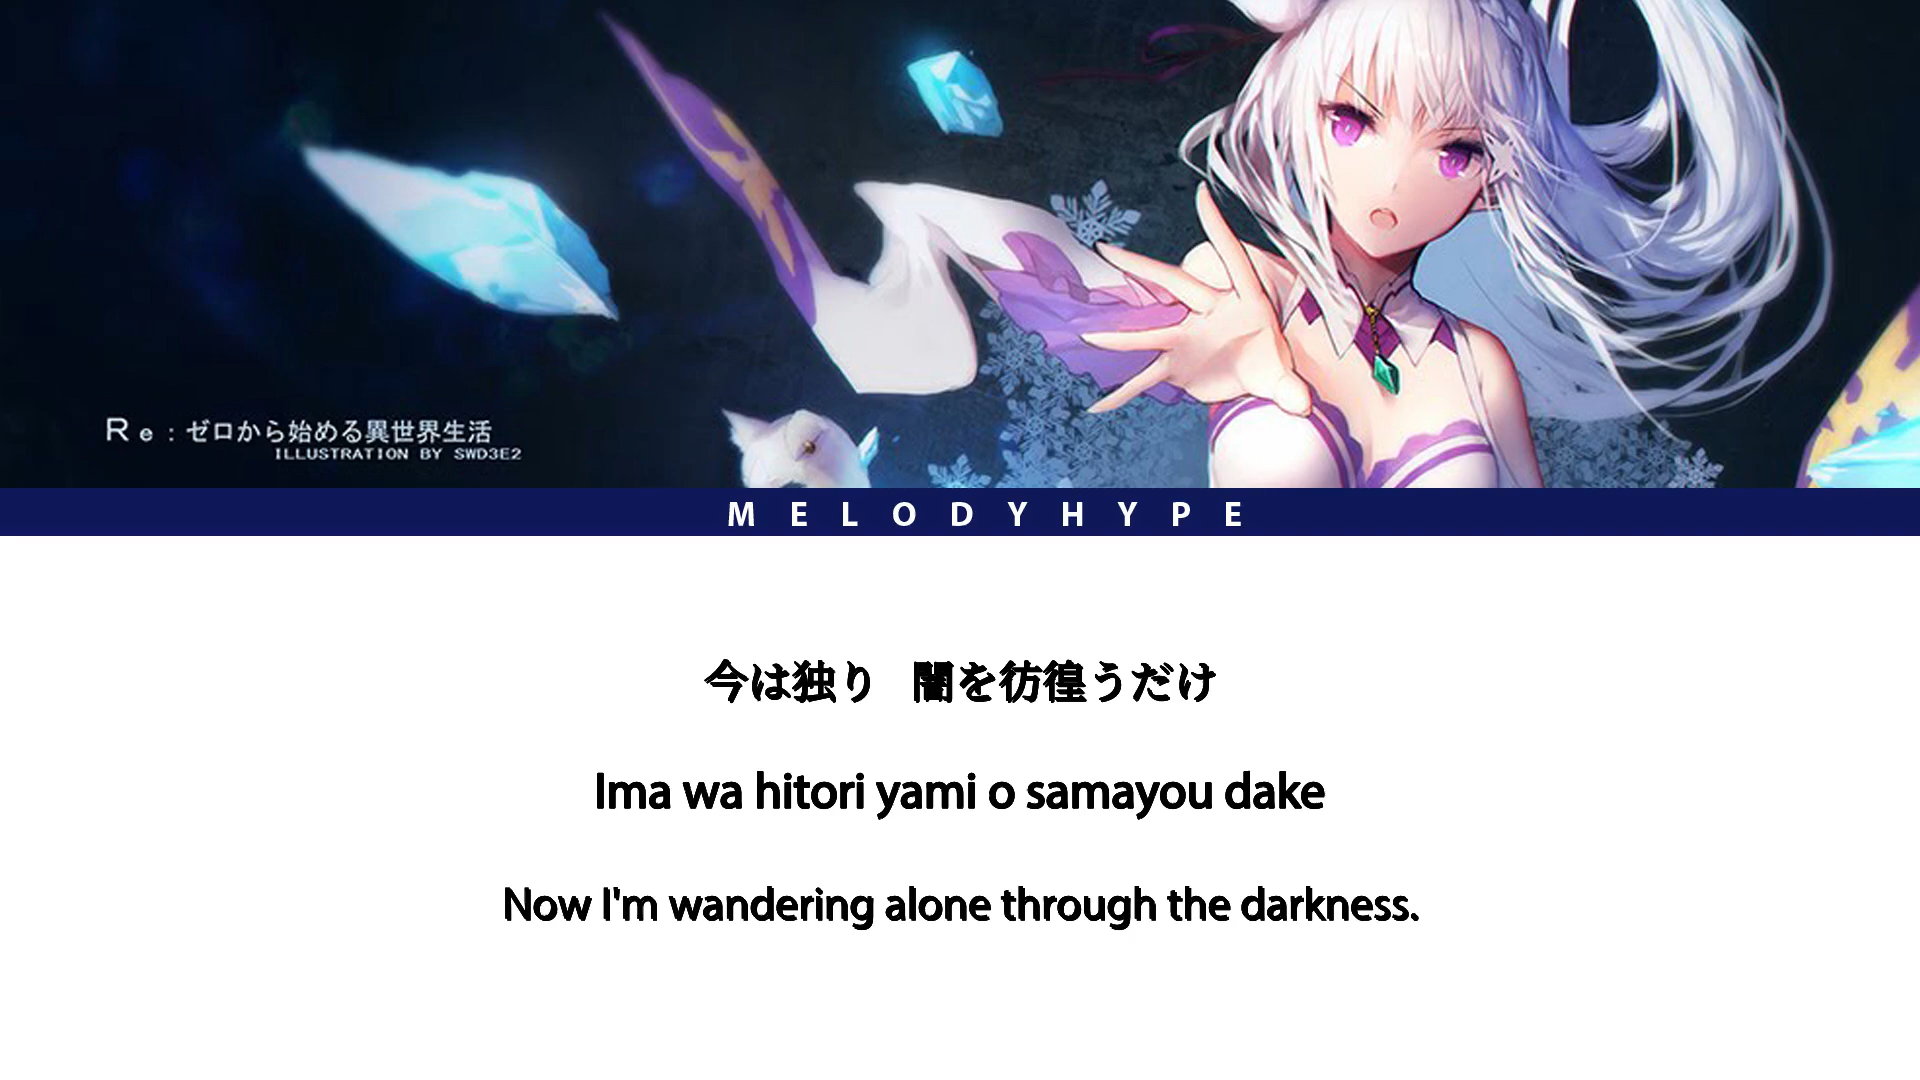 Re:ゼロから始める異世界生活
ILLUSTRATION BY SWD3E2
MELODYHYPE
今は独り 闇を彷徨うだけ
Ima wa hitori yami o samayou dake
Now I'm wandering alone through the darkness.